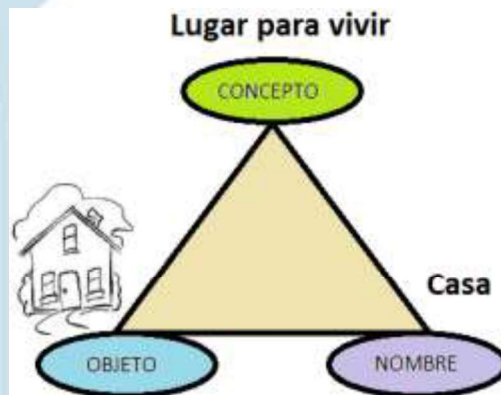 Lugar para vivir
CONCEPTO
Casa
OBJETO
NOMBRE